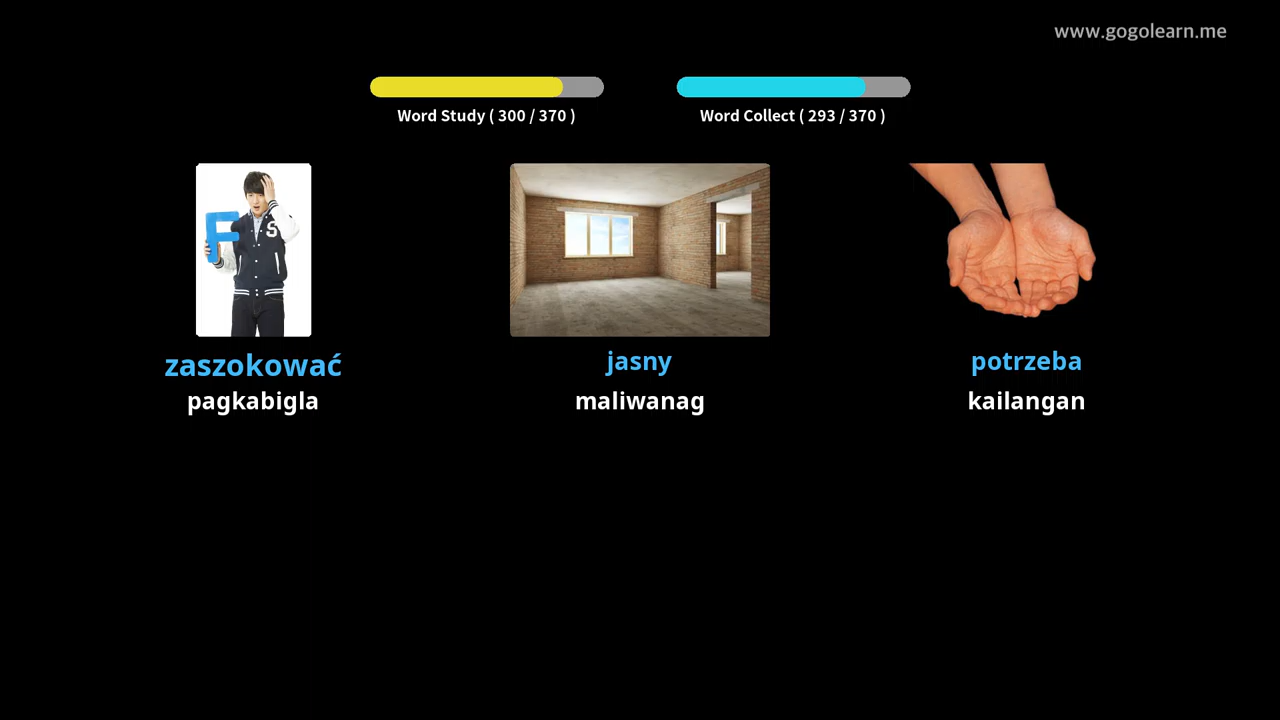 www.gogolearn.me
Word Study ( 300 / 370 )
Word Collect ( 293 / 370 )
F
S
zaszokować
jasny
potrzeba
pagkabigla
maliwanag
kailangan